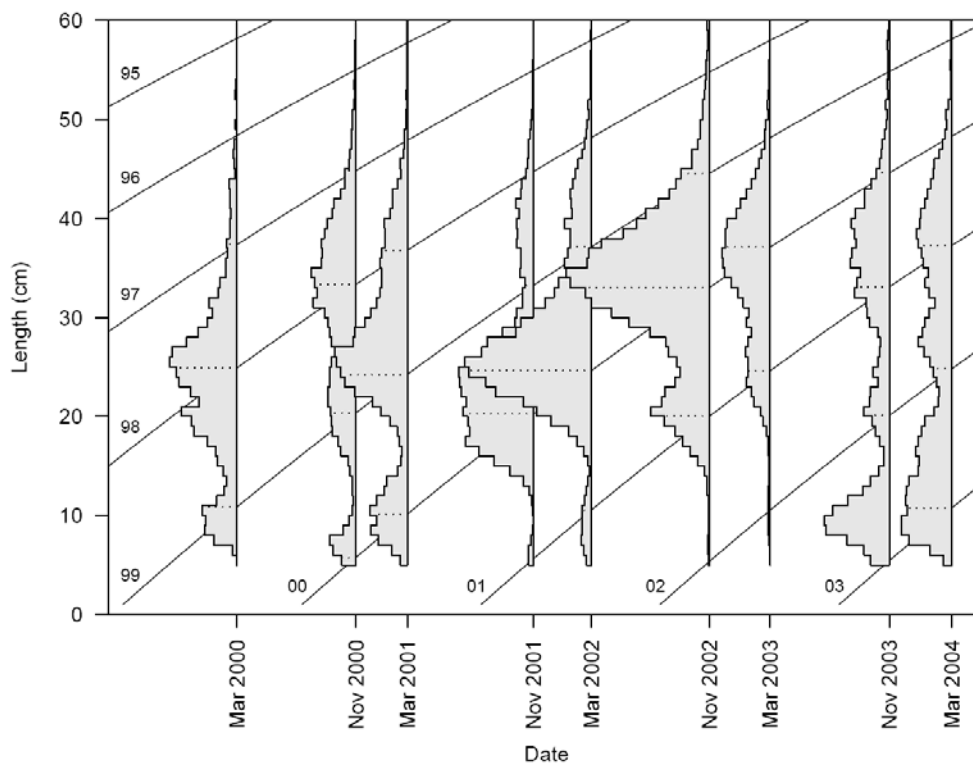 60
50
40
30
20
10
0
Length (cm)
95
96
97
98
99
00
01
02
03
Mar 2000
Nov 2000
Mar 2001
Nov 2001
Mar 2002
Nov 2002
Mar 2003
Nov 2003
Mar 2004
Date